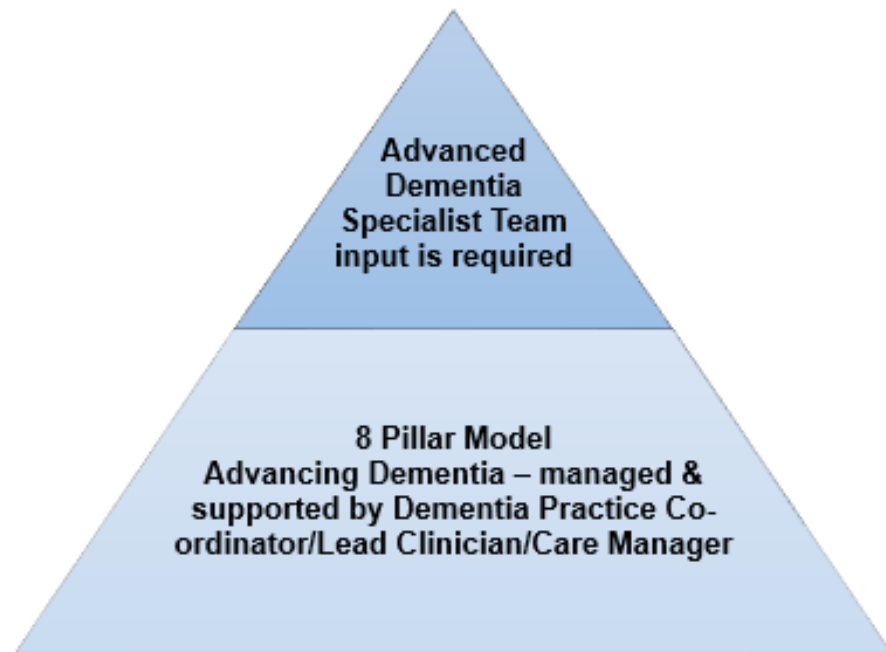 Advanced
Dementia
Specialist Team
input is required
8 Pillar Model
Advancing Dementia – managed &
supported by Dementia Practice Co-
ordinator/Lead Clinician/Care Manager